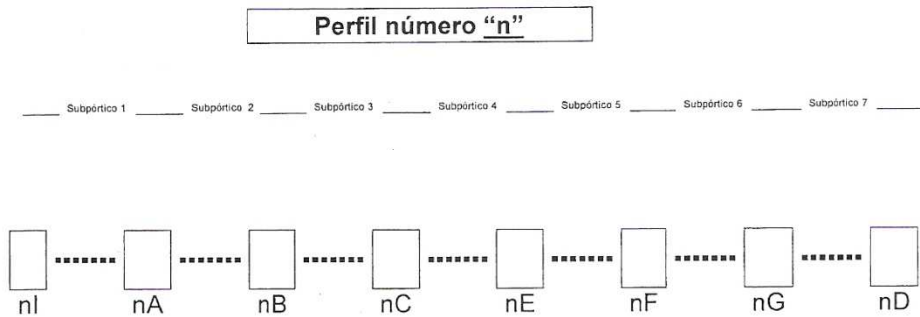 Perfil número "n"
Subpórtico 1 Subpórtico 2 Subpórtico 3 Subpórtico 4 Subpórtico 5 Subpórtico 6 Subpórtico 7
nI nA nB nC nE nF nG nD